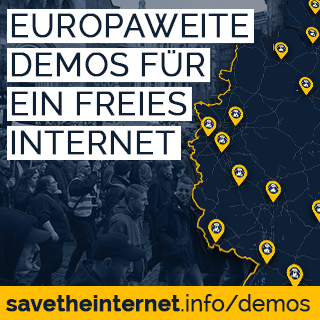 EUROPAWEITE
DEMOS FÜR
EIN FREIES
INTERNET
savetheinternet.info/demos